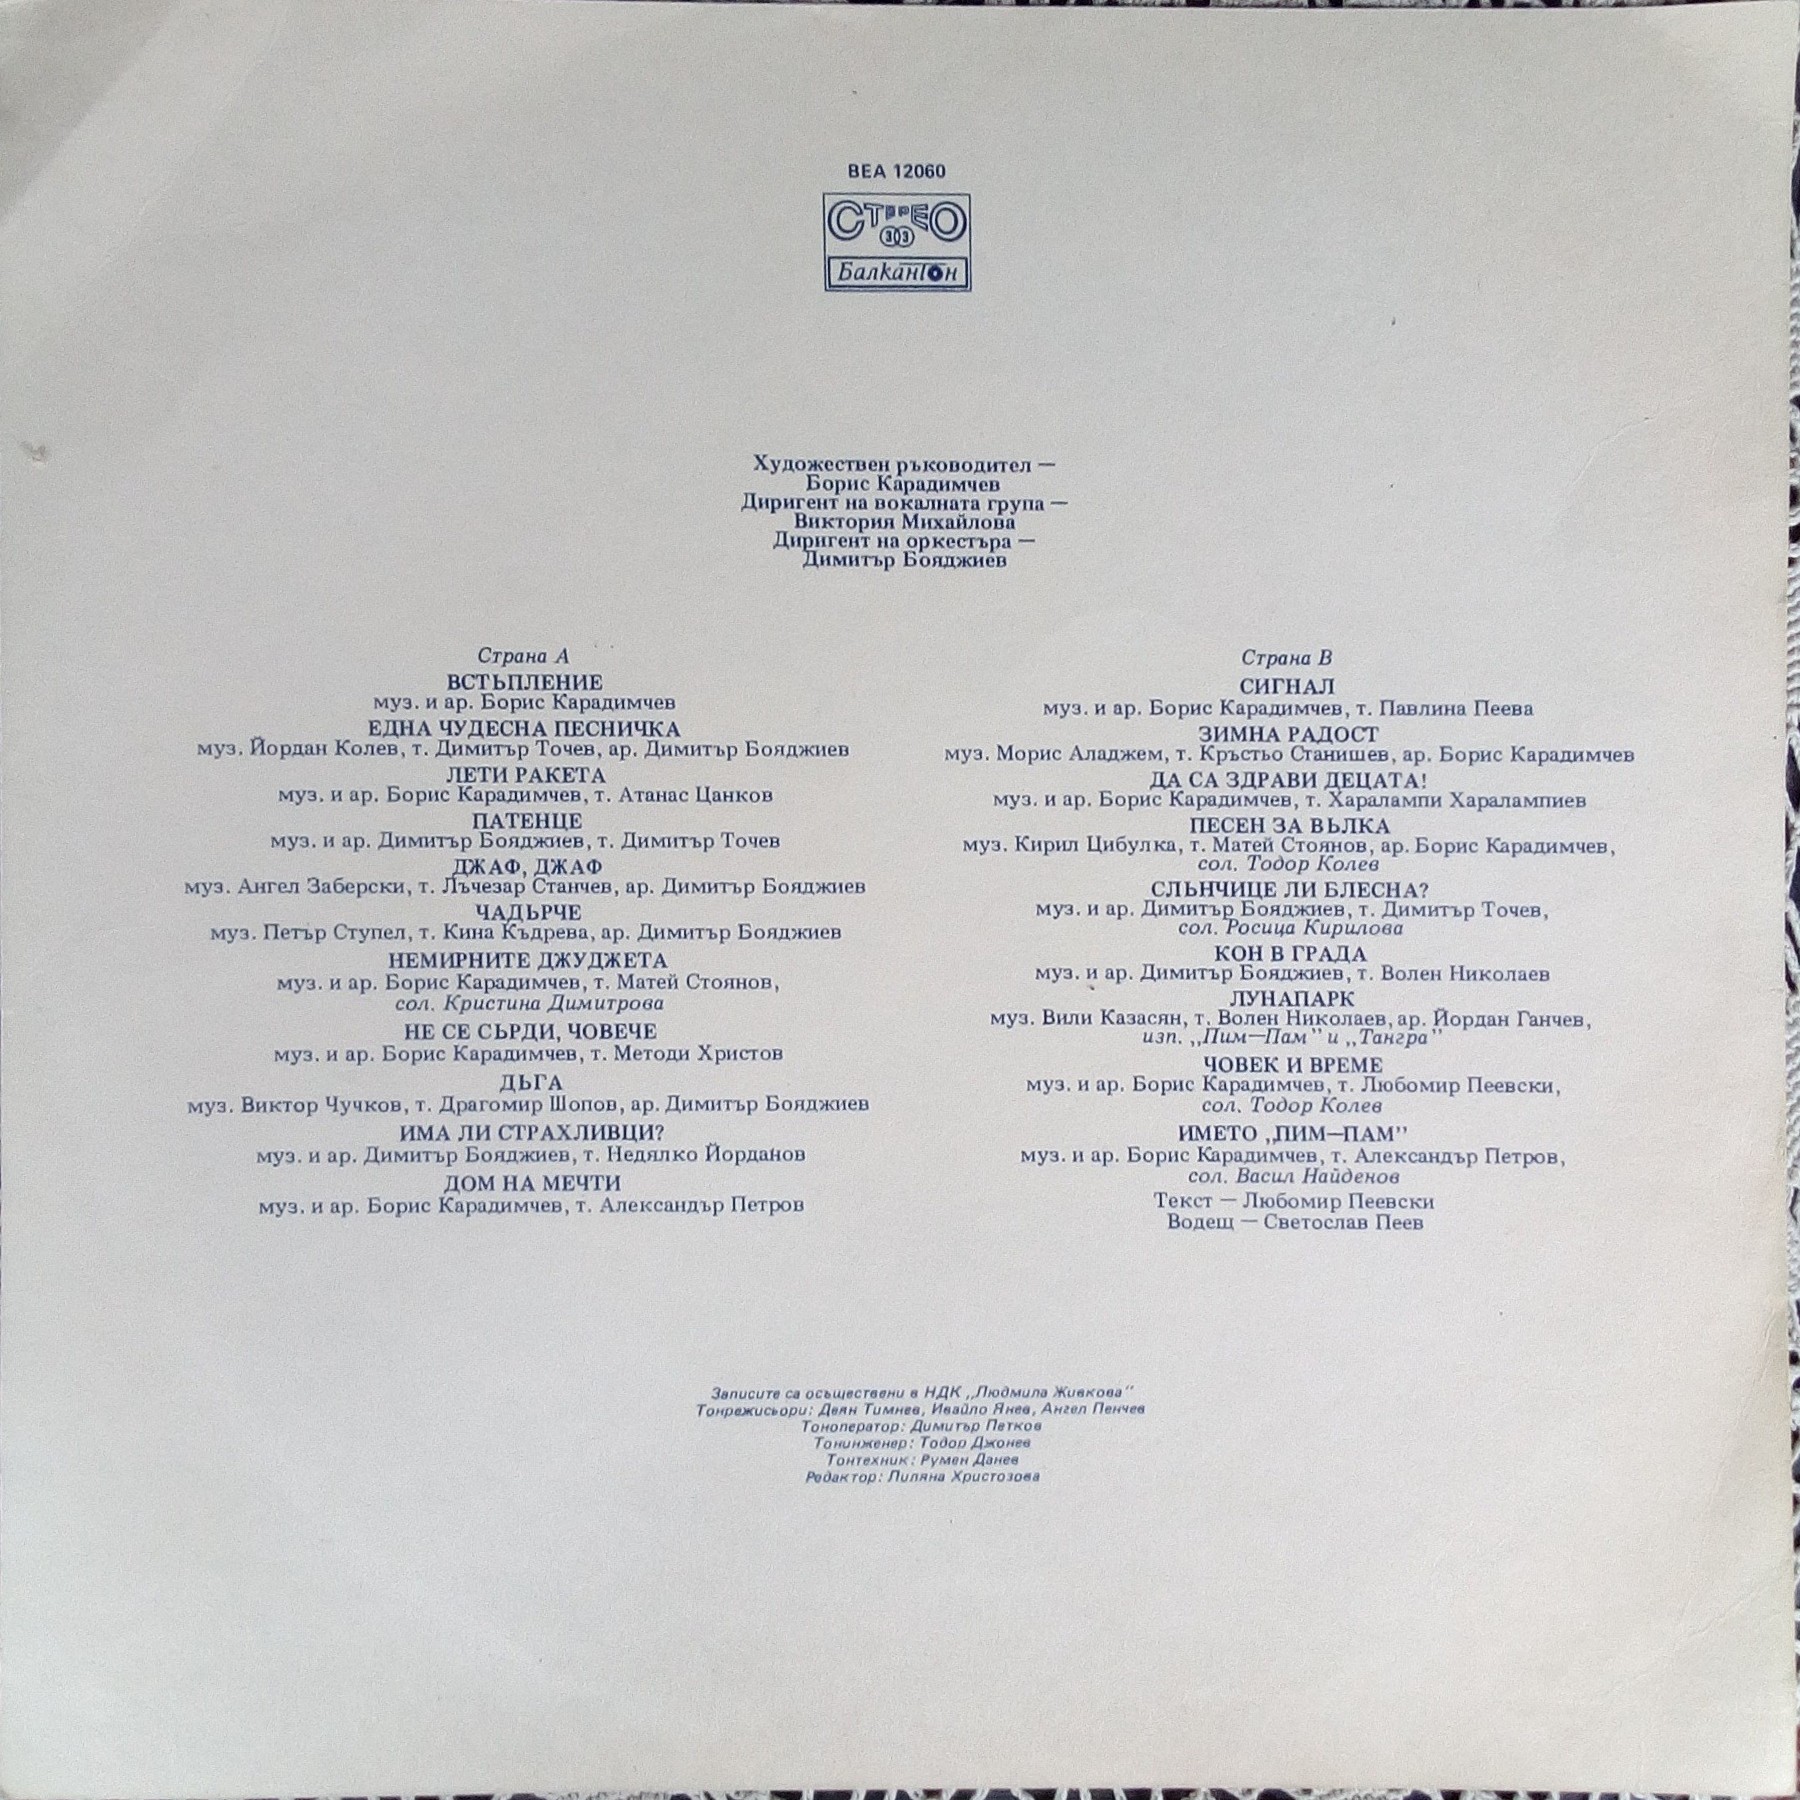 BEA 12060
СТЕРЕО
33
Балкантон
Художествен ръководител —
Борис Карадимчев
Диригент на вокалната група —
Виктория Михайлова
Диригент на оркестъра —
Димитър Бояджиев
Страна А
ВСТЪПЛЕНИЕ
муз. и ар. Борис Карадимчев
ЕДНА ЧУДЕСНА ПЕСНИЧКА
муз. Йордан Колев, т. Димитър Точев, ар. Димитър Бояджиев
ЛЕТИ РАКЕТА
муз. и ар. Борис Карадимчев, т. Атанас Цанков
ПАТЕНЦЕ
муз. и ар. Димитър Бояджиев, т. Димитър Точев
ДЖАФ, ДЖАФ
муз. Ангел Заберски, т. Лъчезар Станчев, ар. Димитър Бояджиев
ЧАДЪРЧЕ
муз. Петър Ступел, т. Кина Къдрева, ар. Димитър Бояджиев
НЕМИРНИТЕ ДЖУДЖЕТА
муз. и ар. Борис Карадимчев, т. Матей Стоянов,
сол. Кристина Димитрова
НЕ СЕ СЪРДИ, ЧОВЕЧЕ
муз. и ар. Борис Карадимчев, т. Методи Христов
ДЪГА
муз. Виктор Чучков, т. Драгомир Шопов, ар. Димитър Бояджиев
ИМА ЛИ СТРАХЛИВЦИ?
муз. и ар. Димитър Бояджиев, т. Недялко Йорданов
ДОМ НА МЕЧТИ
муз. и ар. Борис Карадимчев, т. Александър Петров
Страна В
СИГНАЛ
муз. и ар. Борис Карадимчев, т. Павлина Пеева
ЗИМНА РАДОСТ
муз. Морис Аладжем, т. Кръстьо Станишев, ар. Борис Карадимчев
ДА СА ЗДРАВИ ДЕЦАТА!
муз. и ар. Борис Карадимчев, т. Харалампи Харалампиев
ПЕСЕН ЗА ВЪЛКА
муз. Кирил Цибулка, т. Матей Стоянов, ар. Борис Карадимчев,
сол. Тодор Колев
СЛЪНЧИЦЕ ЛИ БЛЕСНА?
муз. и ар. Димитър Бояджиев, т. Димитър Точев,
сол. Росица Кирилова
КОН В ГРАДА
муз. и ар. Димитър Бояджиев, т. Волен Николаев
ЛУНАПАРК
муз. Вили Казасян, т. Волен Николаев, ар. Йордан Ганчев,
изп. „Пим—Пам” и „Тангра”
ЧОВЕК И ВРЕМЕ
муз. и ар. Борис Карадимчев, т. Любомир Пеевски,
сол. Тодор Колев
ИМЕТО „ПИМ—ПАМ”
муз. и ар. Борис Карадимчев, т. Александър Петров,
сол. Васил Найденов
Текст — Любомир Пеевски
Водещ — Светослав Пеев
Записите са осъществени в НДК „Людмила Живкова”
Тонрежисьори: Деян Тимнев, Ивайло Янев, Ангел Пенчев
Тоноператор: Димитър Петков
Тонинженер: Тодор Джонев
Тонтехник: Румен Данев
Редактор: Лиляна Христозова